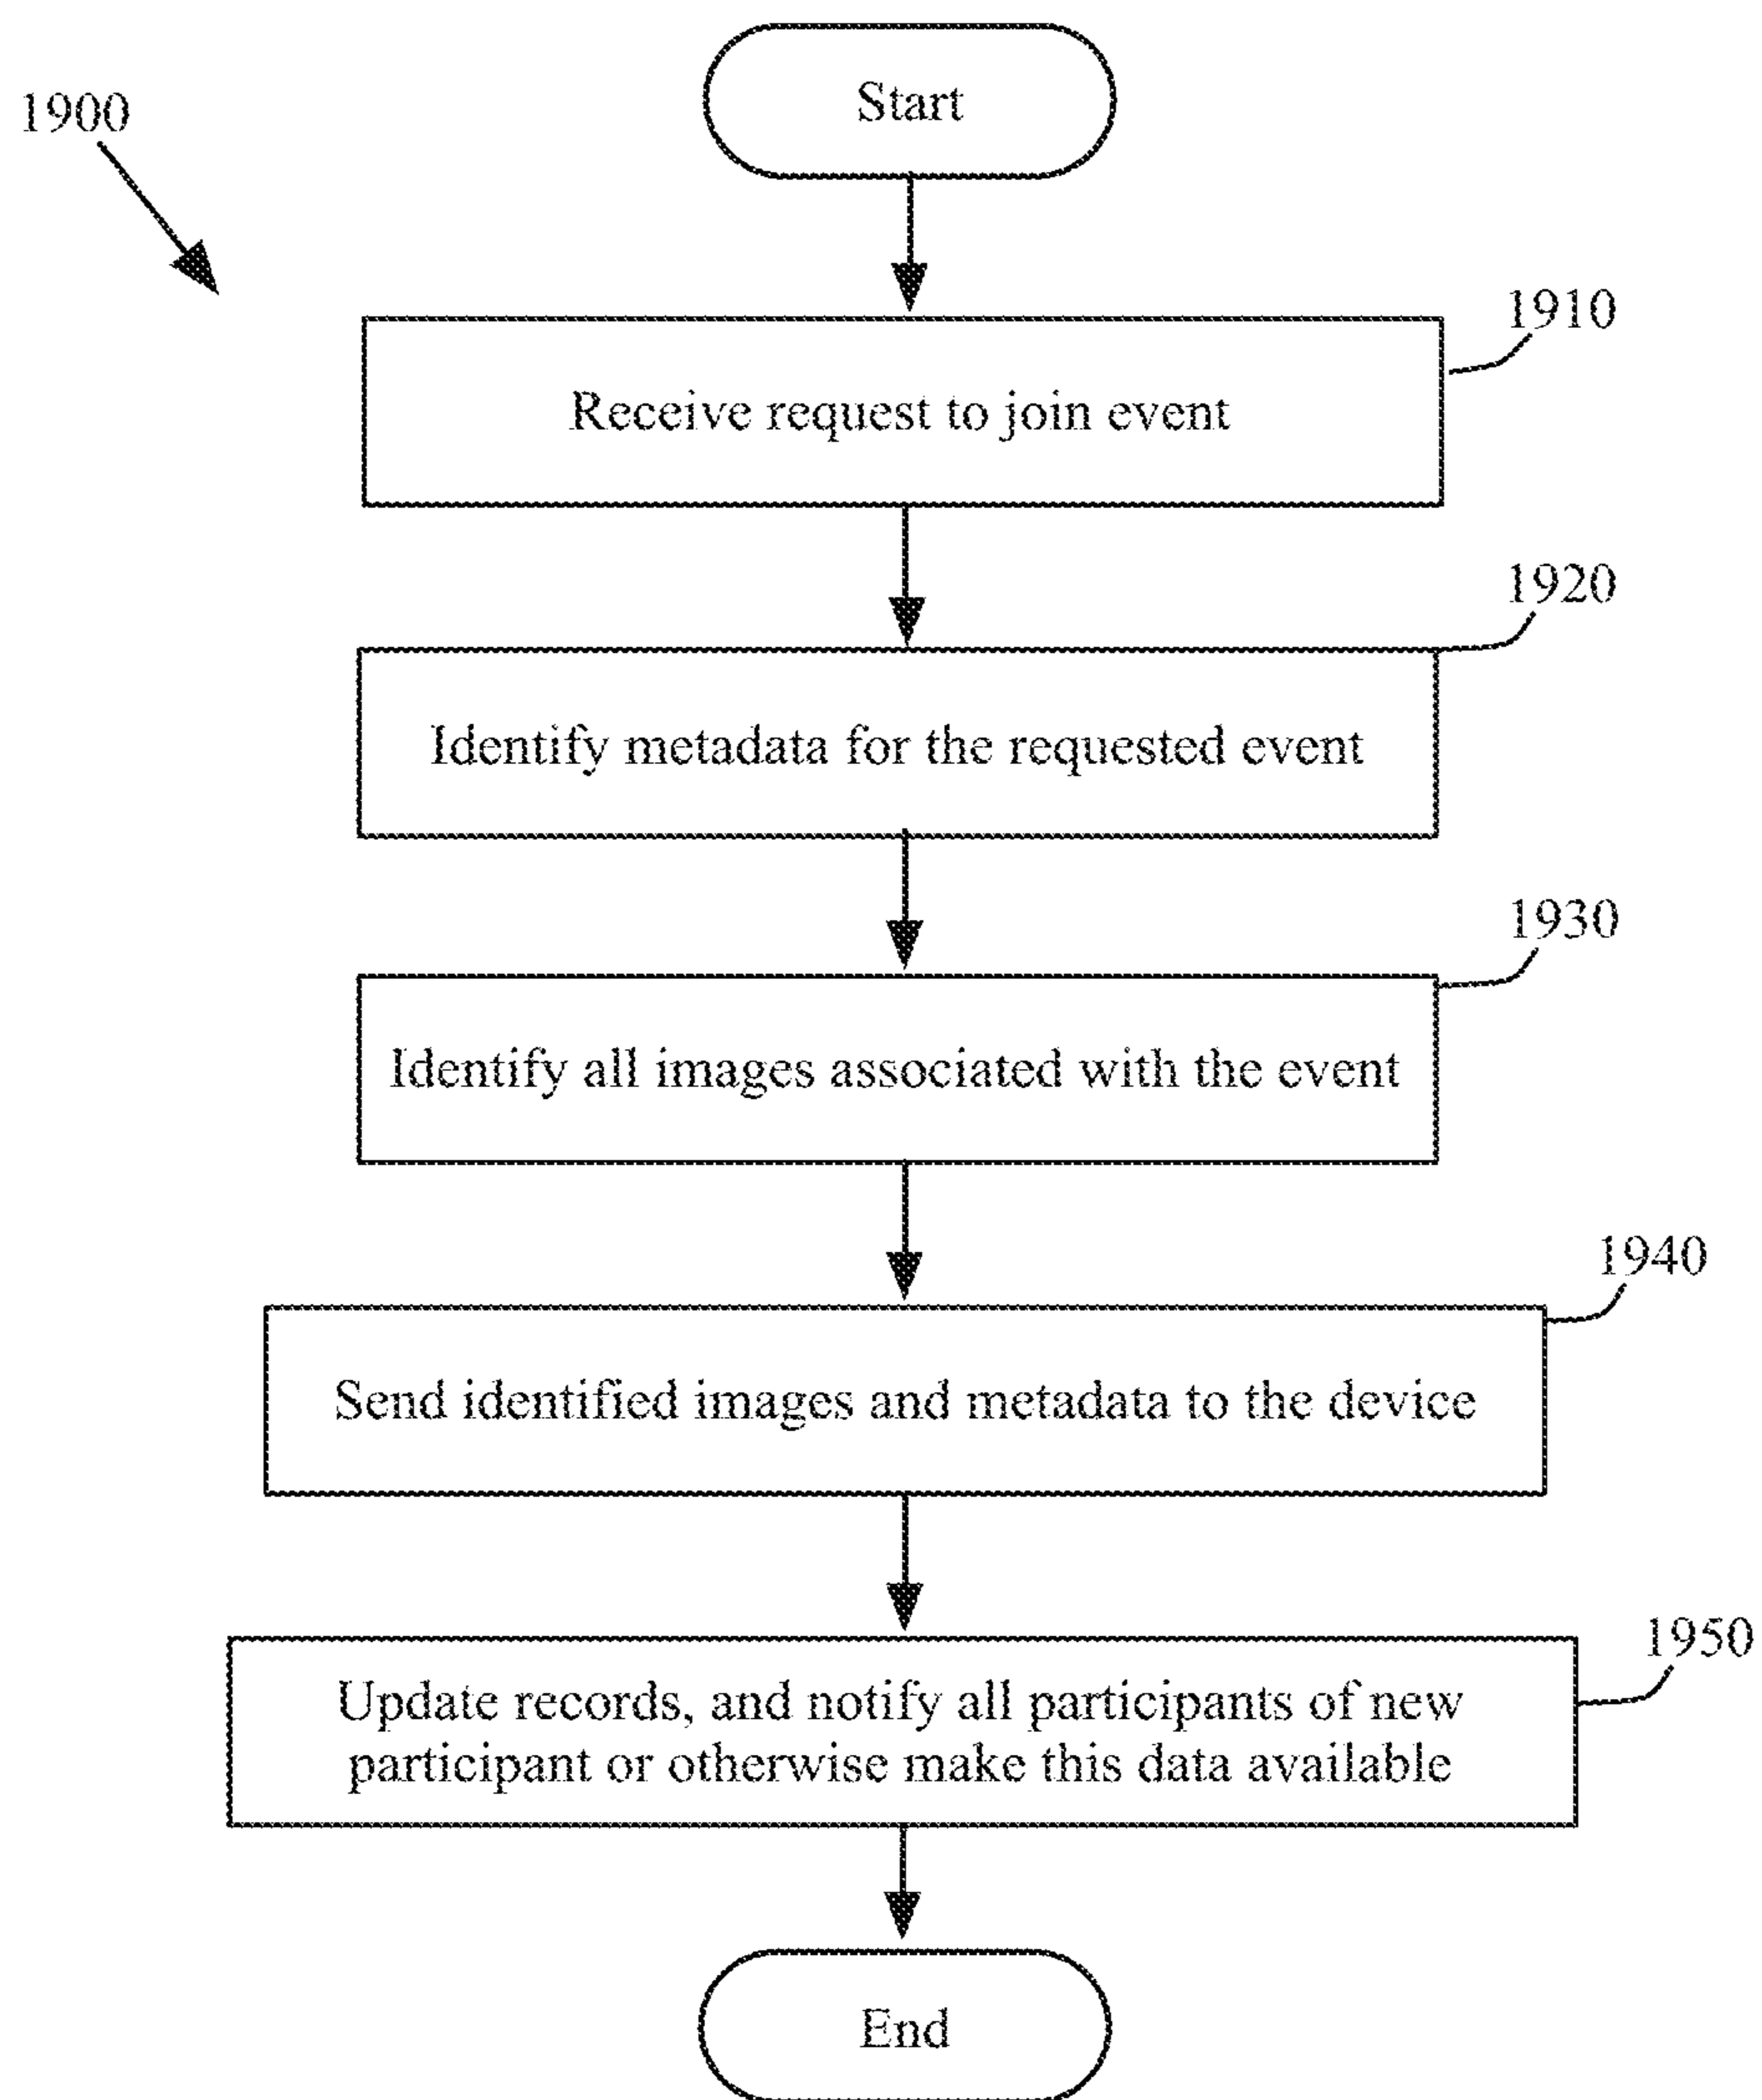 Start
1900
1910
Receive request to join event
1920
Identify metadata for the requested event
1930
Identify all images associated with the event
1940
Send identified images and metadata to the device
1950
Update records, and notify all participants of new
participant or otherwise make this data available
End